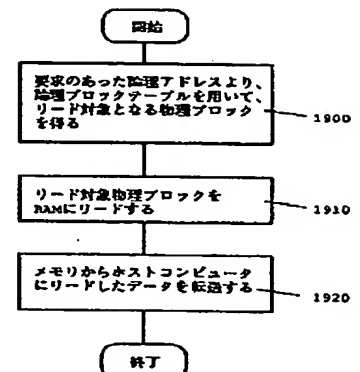 開始
要求のあった論理アドレスより、
論理ブロックテーブルを用いて、
リード対象となる物理ブロック
を得る
1900
リード対象物理ブロックを
RAMにリードする
1910
メモリからホストコンピュータ
にリードしたデータを転送する
1920
終了